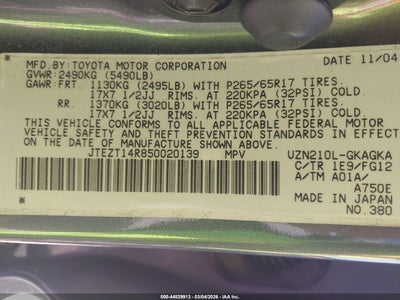 MFD.BY:TOYOTA MOTOR CORPORATION DATE 11/04
GVWR:2490KG (5490LB)
GAWR:FRT. 1130KG (2495LB) WITH P265/65R17 TIRES.
17X7 1/2JJ RIMS. AT 220KPA (32PSI) COLD
RR. 1370KG (3020LB) WITH P265/65R17 TIRES.
17X7 1/2JJ RIMS. AT 220KPA (32PSI) COLD.
THIS VEHICLE CONFORMS TO ALL APPLICABLE
FEDERAL MOTOR VEHICLE SAFETY STANDARDS IN EFFECT
ON THE DATE OF MANUFACTURE SHOWN ABOVE.
JTEZT14R850020139 MPV UZN210L-GKAGKA
C/TR 1E9/FG12
A/TM A01A/
A750E
MADE IN
JAPAN
NO.380
000-44529913 - 03/04/2026 - IAA Inc.